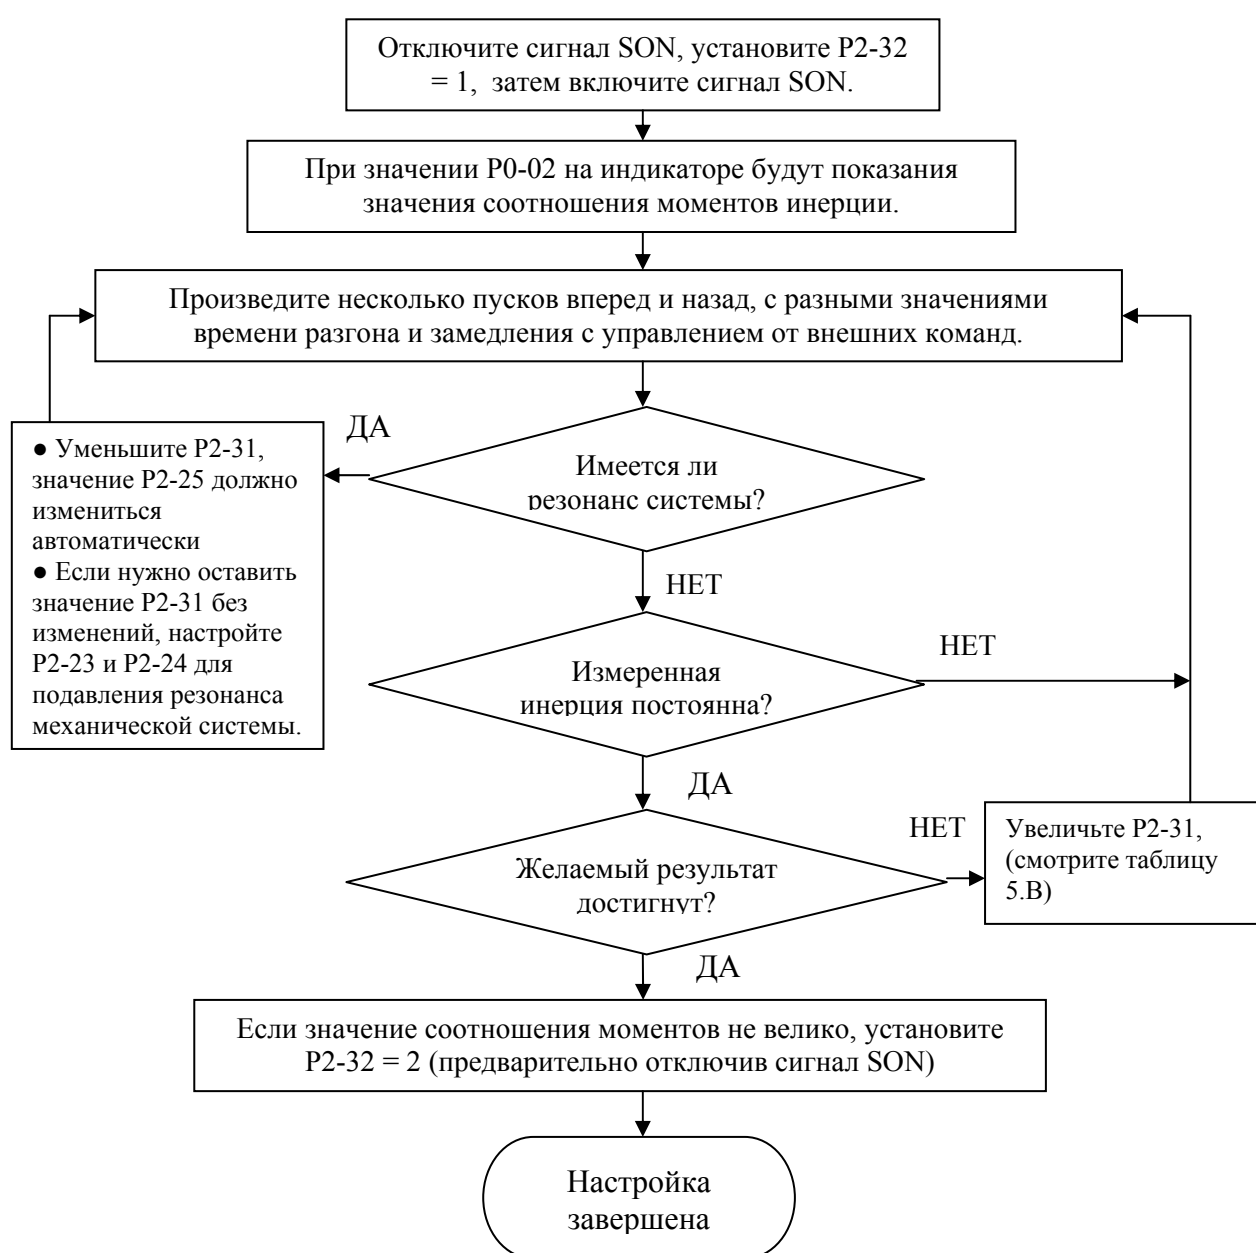 Отключите сигнал SON, установите P2-32
= 1, затем включите сигнал SON.
При значении P0-02 на индикаторе будут показания
значения соотношения моментов инерции.
Произведите несколько пусков вперед и назад, с разными значениями
времени разгона и замедления с управлением от внешних команд.
ДА
Имеется ли
резонанс системы?
● Уменьшите P2-31,
значение P2-25 должно
измениться
автоматически
● Если нужно оставить
значение P2-31 без
изменений, настройте
P2-23 и P2-24 для
подавления резонанса
механической системы.
НЕТ
Измеренная
инерция постоянна?
НЕТ
ДА
Желаемый результат
достигнут?
НЕТ
Увеличьте P2-31,
(смотрите таблицу
5.B)
ДА
Если значение соотношения моментов не велико, установите
P2-32 = 2 (предварительно отключив сигнал SON)
Настройка
завершена